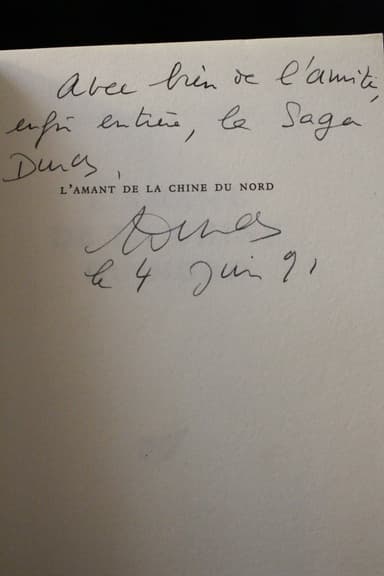 Avec bien de l'amitié,
enfin entière, la Saga
Duras,
L'AMANT DE LA CHINE DU NORD
Duras
le 4 Juin 91